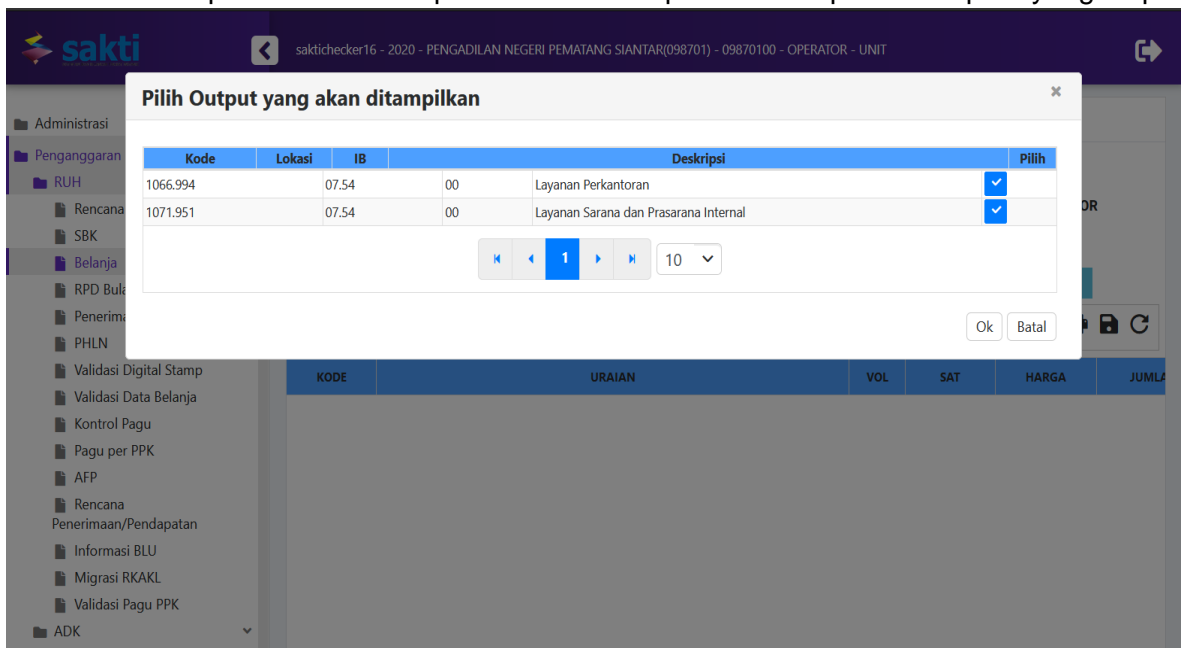 sakti
saktichecker16 - 2020 - PENGADILAN NEGERI PEMATANG SIANTAR(098701) - 09870100 - OPERATOR - UNIT
Pilih Output yang akan ditampilkan
Kode Lokasi IB Deskripsi Pilih
1066.994 07.54 00 Layanan Perkantoran
1071.951 07.54 00 Layanan Sarana dan Prasarana Internal
1 10
Ok Batal
Administrasi
Penganggaran
RUH
Rencana
SBK
Belanja
RPD Bula
Penerima
PHLN
Validasi Digital Stamp
Validasi Data Belanja
Kontrol Pagu
Pagu per PPK
AFP
Rencana
Penerimaan/Pendapatan
Informasi BLU
Migrasi RKAKL
Validasi Pagu PPK
ADK
OR
KODE URAIAN VOL SAT HARGA JUMLA